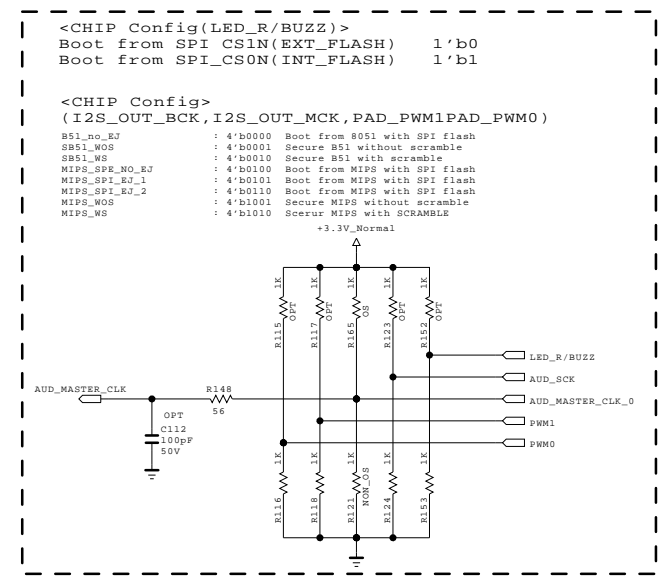 <CHIP Config(LED_R/BUZZ)>
Boot from SPI CS1N(EXT_FLASH) 1'b0
Boot from SPI_CS0N(INT_FLASH) 1'b1
<CHIP Config>
(I2S_OUT_BCK,I2S_OUT_MCK,PAD_PWM1PAD_PWM0)
B51_no_EJ : 4'b0000 Boot from 8051 with SPI flash
SB51_WOS : 4'b0001 Secure B51 without scramble
SB51_WS : 4'b0010 Secure B51 with scramble
MIPS_SPE_NO_EJ : 4'b0100 Boot from MIPS with SPI flash
MIPS_SPI_EJ_1 : 4'b0101 Boot from MIPS with SPI flash
MIPS_SPI_EJ_2 : 4'b0110 Boot from MIPS with SPI flash
MIPS_WOS : 4'b1001 Secure MIPS without scramble
MIPS_WS : 4'b1010 Scerur MIPS with SCRAMBLE
+3.3V_Normal
R115 1K OPT
R117 1K OPT
R165 1K OS
R123 1K OPT
R152 1K OPT
LED_R/BUZZ
AUD_SCK
AUD_MASTER_CLK
R148
56
AUD_MASTER_CLK_0
OPT
C112
100pF
50V
PWM1
PWM0
R116 1K
R118 1K
R121 1K NON_OS
R124 1K
R153 1K